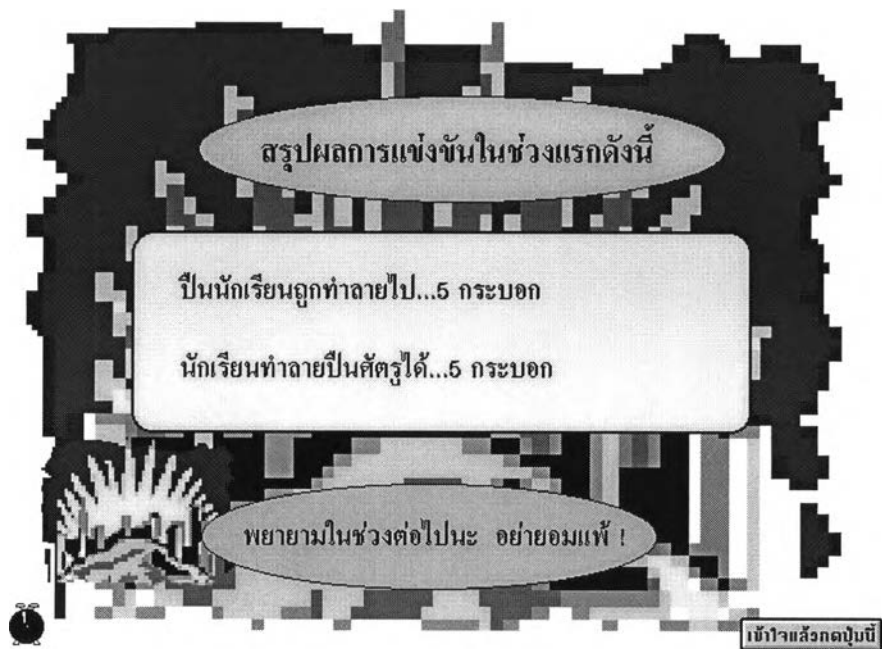 สรุปผลการแข่งขันในช่วงแรกดังนี้
ปืนนักเรียนถูกทำลายไป...5 กระบอก
นักเรียนทำลายปืนศัตรูได้...5 กระบอก
พยายามในช่วงต่อไปนะ อย่ายอมแพ้ !
เข้าใจแล้วกดปุ่มนี้